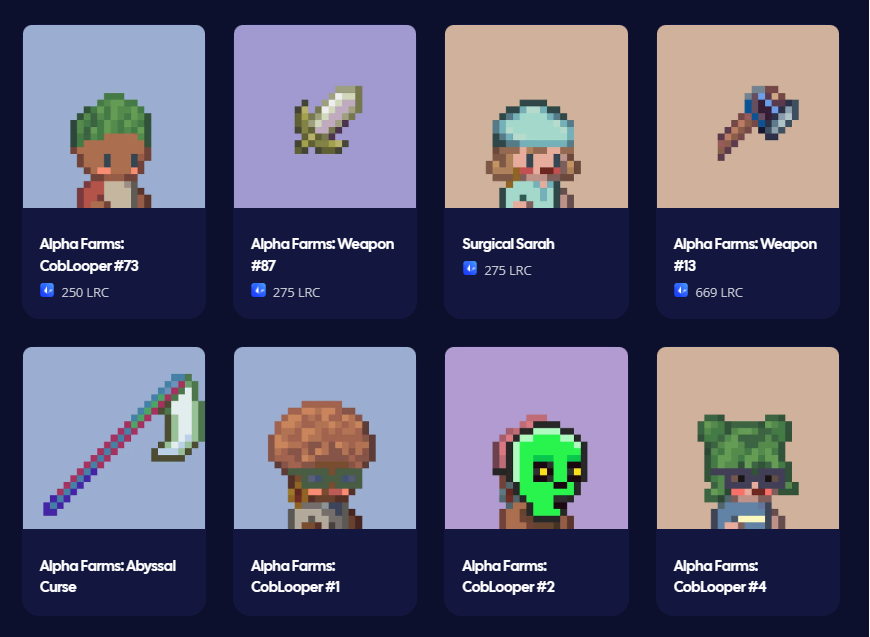 Alpha Farms:
CobLooper #73
250 LRC
Alpha Farms: Weapon
#87
275 LRC
Surgical Sarah
275 LRC
Alpha Farms: Weapon
#13
669 LRC
Alpha Farms: Abyssal
Curse
Alpha Farms:
CobLooper #1
Alpha Farms:
CobLooper #2
Alpha Farms:
CobLooper #4